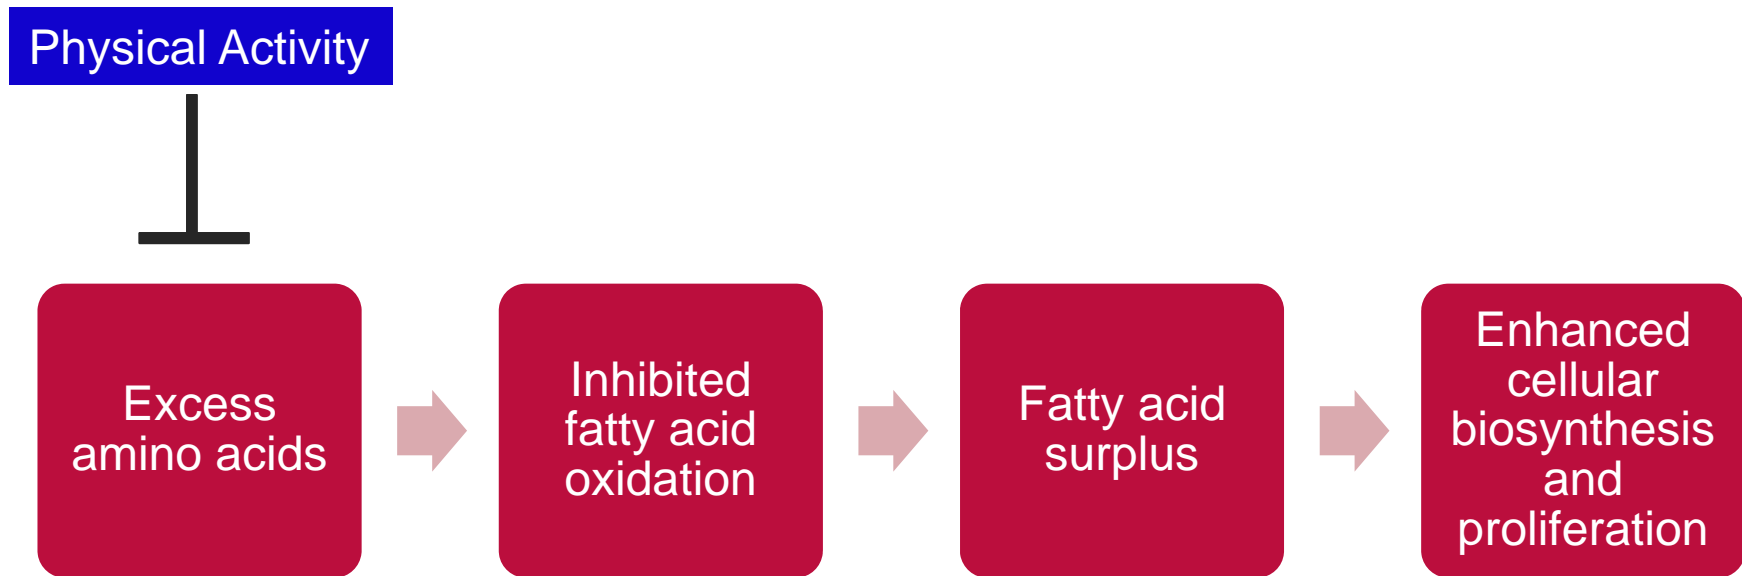 Physical Activity
Excess
amino acids
Inhibited
fatty acid
oxidation
Fatty acid
surplus
Enhanced
cellular
biosynthesis
and
proliferation